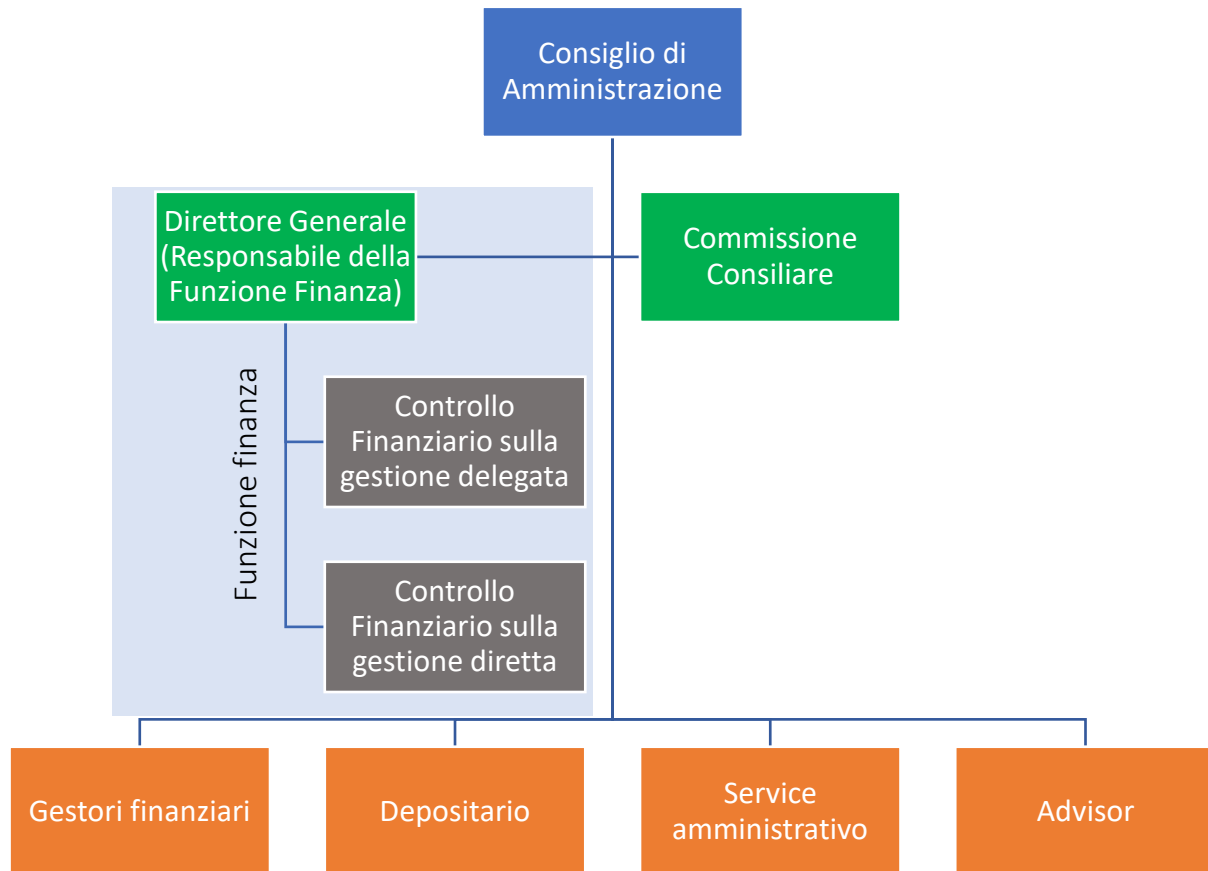 Consiglio di
Amministrazione
Direttore Generale
(Responsabile della
Funzione Finanza)
Commissione
Consiliare
Funzione finanza
Controllo
Finanziario sulla
gestione delegata
Controllo
Finanziario sulla
gestione diretta
Gestori finanziari
Depositario
Service
amministrativo
Advisor